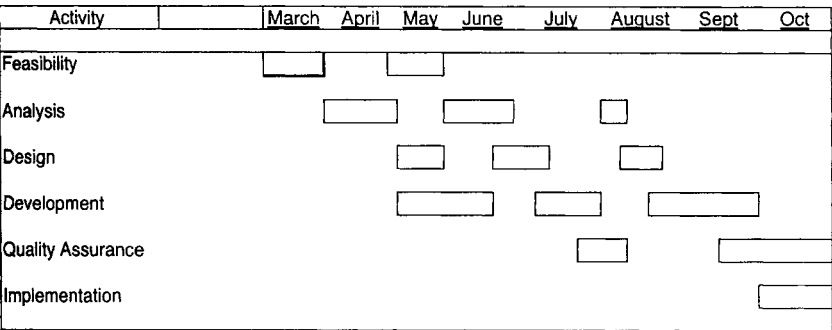 Activity March April May June July August Sept Oct
Feasibility
Analysis
Design
Development
Quality Assurance
Implementation